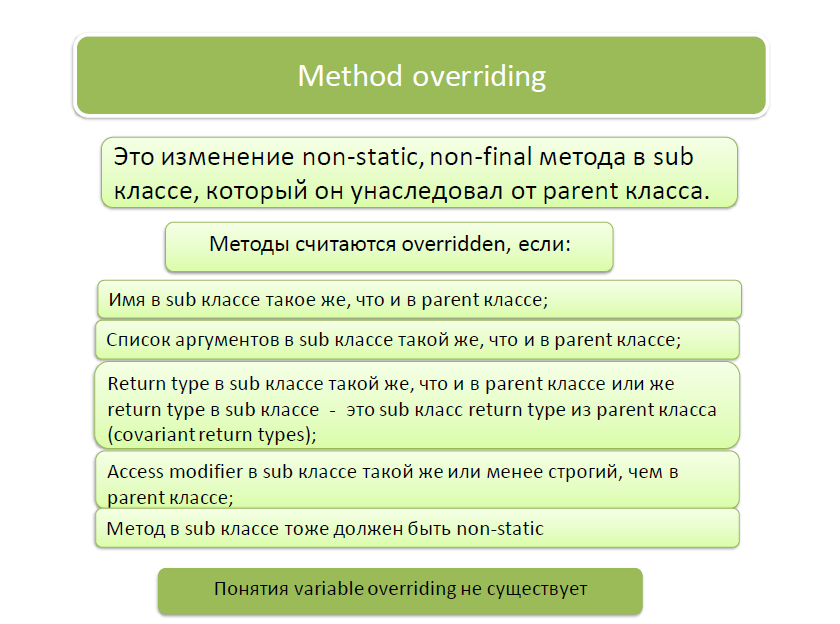 Method overriding
Это изменение non-static, non-final метода в sub
классе, который он унаследовал от parent класса.
Методы считаются overridden, если:
Имя в sub классе такое же, что и в parent классе;
Список аргументов в sub классе такой же, что и в parent классе;
Return type в sub классе такой же, что и в parent классе или же
return type в sub классе - это sub класс return type из parent класса
(covariant return types);
Access modifier в sub классе такой же или менее строгий, чем в
parent классе;
Метод в sub классе тоже должен быть non-static
Понятия variable overriding не существует